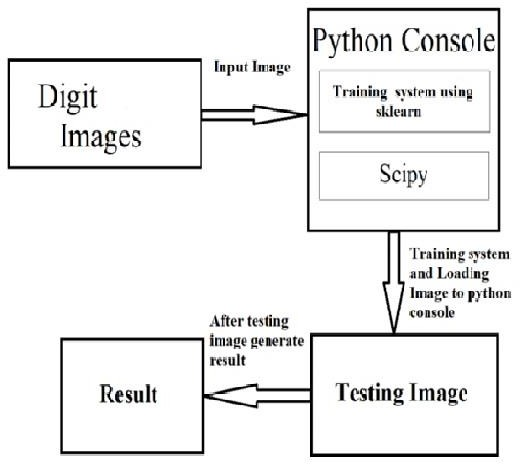 Digit
Images
Input Image
Python Console
Training system using
sklearn
Scipy
Training system
and Loading
Image to python
console
Testing Image
After testing
image generate
result
Result